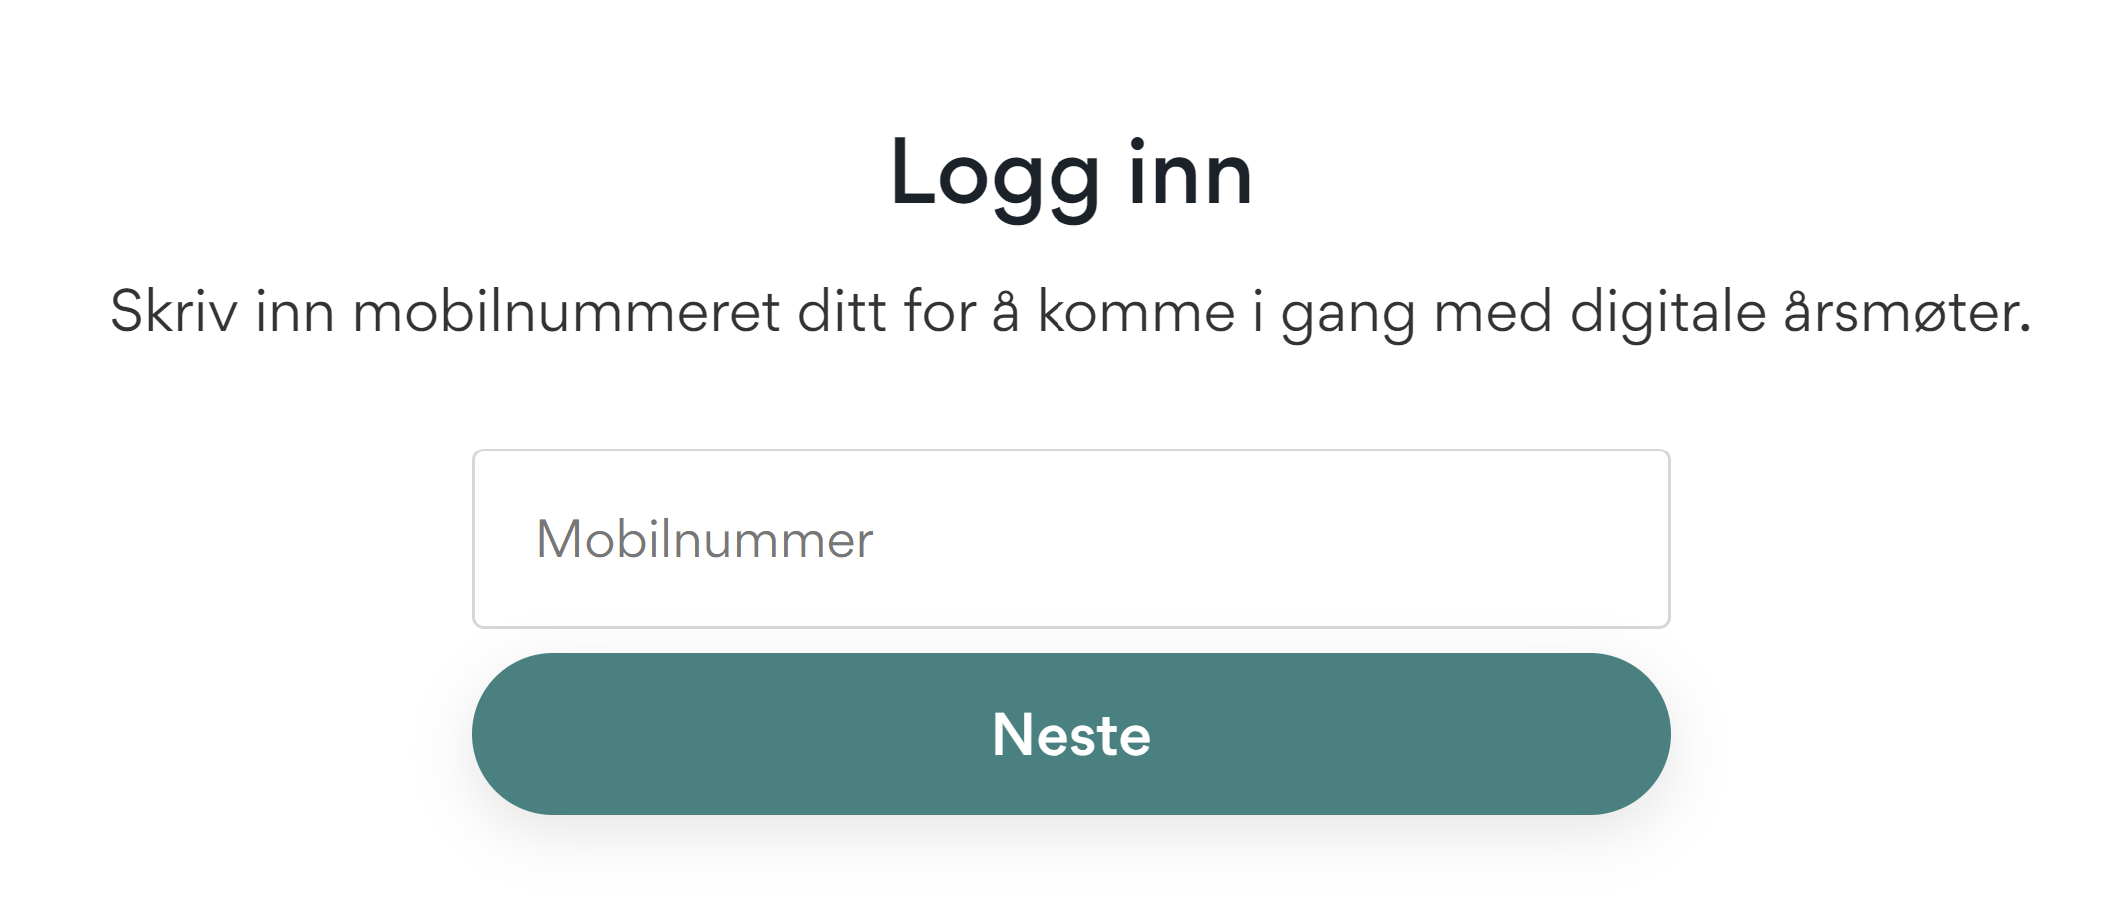 Logg inn
Skriv inn mobilnummeret ditt for å komme i gang med digitale årsmøter.
Mobilnummer
Neste